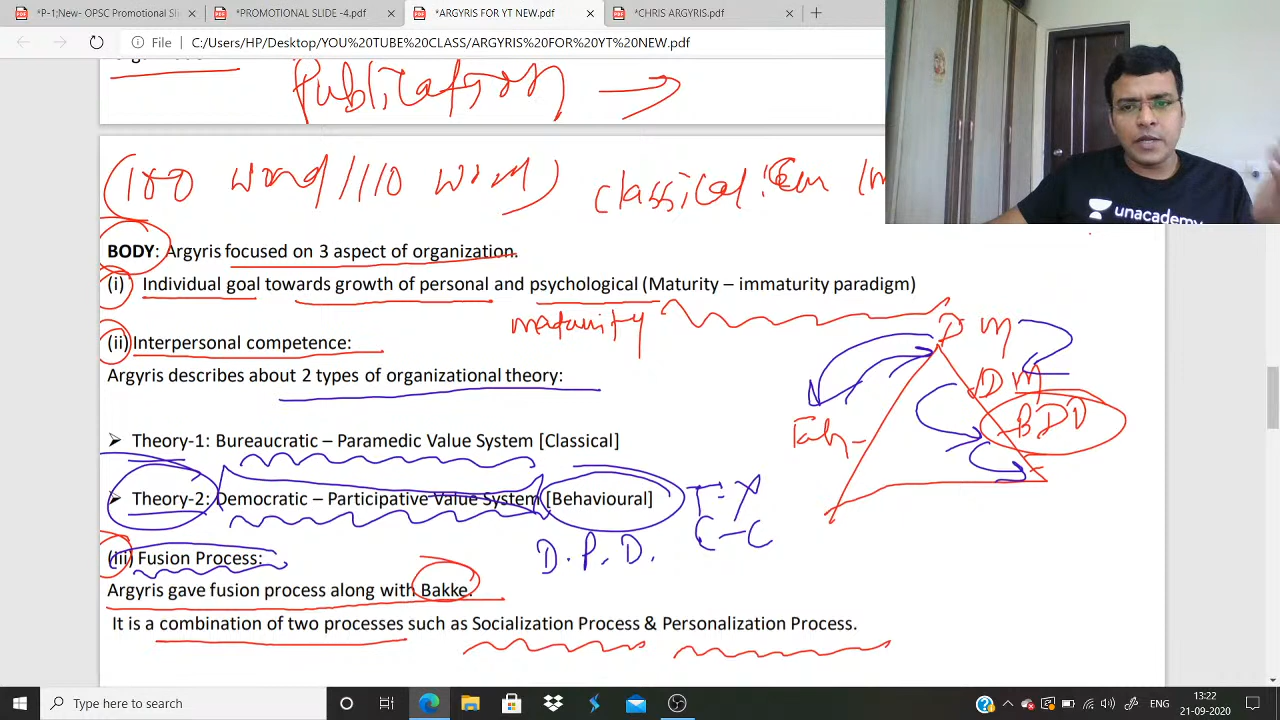 *P-1;New- OPSC Promotional Slid
*PROMOTIONAL SLIDE -4.pdf
*ARGYRIS FOR YT NEW.pdf
*CHRIS ARGYRIS.pdf
File C:/Users/HP/Desktop/YOU%20TUBE%20CLASS/ARGYRIS%20FOR%20YT%20NEW.pdf
Publication →
(100 word/110 word) classical
unacademy
BODY: Argyris focused on 3 aspect of organization.
(i) Individual goal towards growth of personal and psychological (Maturity – immaturity paradigm)
maturity
P M
(ii) Interpersonal competence:
Argyris describes about 2 types of organizational theory:
D M
BDV
Theory-1: Bureaucratic – Paramedic Value System [Classical]
Theory-2: Democratic – Participative Value System [Behavioural]
T: Y
C – C
D. P. D.
(iii) Fusion Process:
Argyris gave fusion process along with Bakke.
It is a combination of two processes such as Socialization Process & Personalization Process.
Type here to search
ENG
13:22
21-09-2020